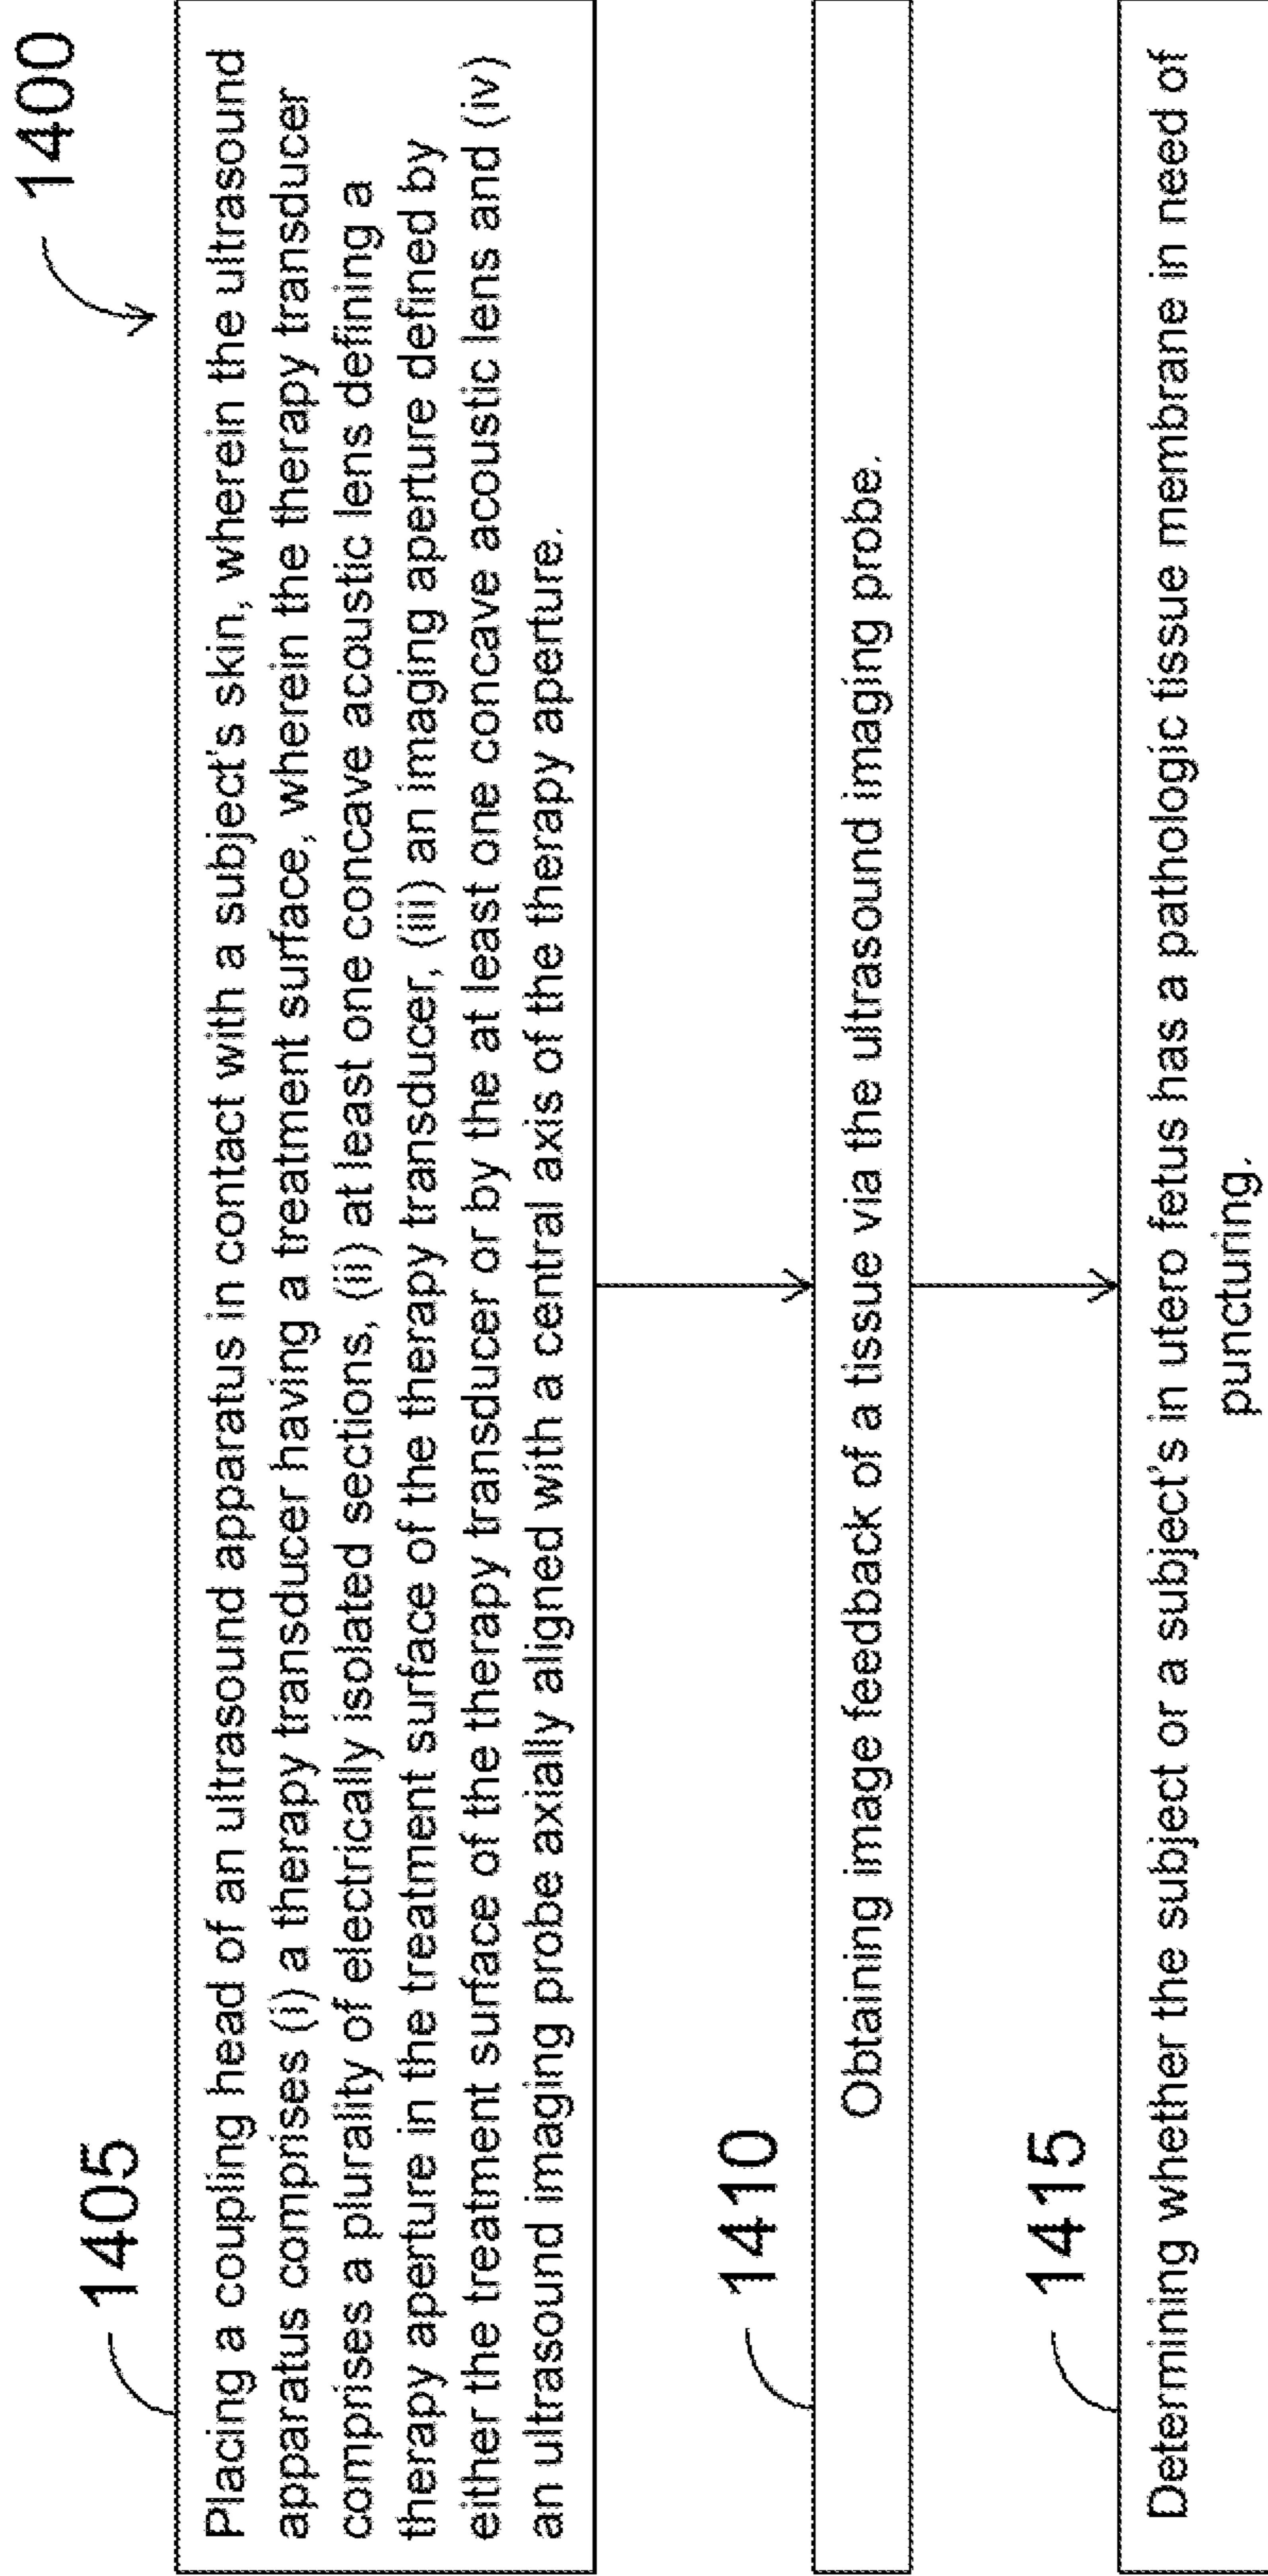 1400
1405
Placing a coupling head of an ultrasound apparatus in contact with a subject's skin, wherein the ultrasound
apparatus comprises (i) a therapy transducer having a treatment surface, wherein the therapy transducer
comprises a plurality of electrically isolated sections, (ii) at least one concave acoustic lens defining a
therapy aperture in the treatment surface of the therapy transducer, (iii) an imaging aperture defined by
either the treatment surface of the therapy transducer or by the at least one concave acoustic lens and (iv)
an ultrasound imaging probe axially aligned with a central axis of the therapy aperture.
1410
Obtaining image feedback of a tissue via the ultrasound imaging probe.
1415
Determining whether the subject or a subject's in utero fetus has a pathologic tissue membrane in need of
puncturing.